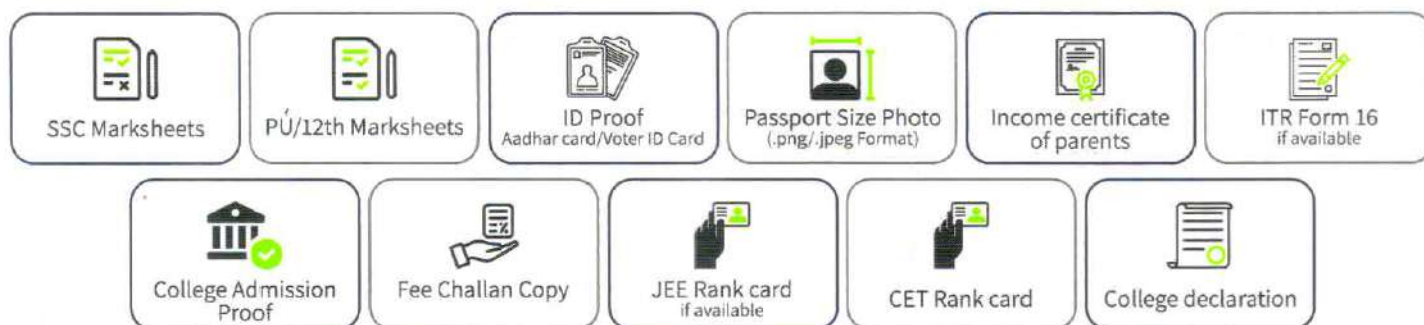 SSC Marksheets
PÚ/12th Marksheets
ID Proof
Aadhar card/Voter ID Card
Passport Size Photo
(.png/.jpeg Format)
Income certificate
of parents
ITR Form 16
if available
College Admission
Proof
Fee Challan Copy
JEE Rank card
if available
CET Rank card
College declaration